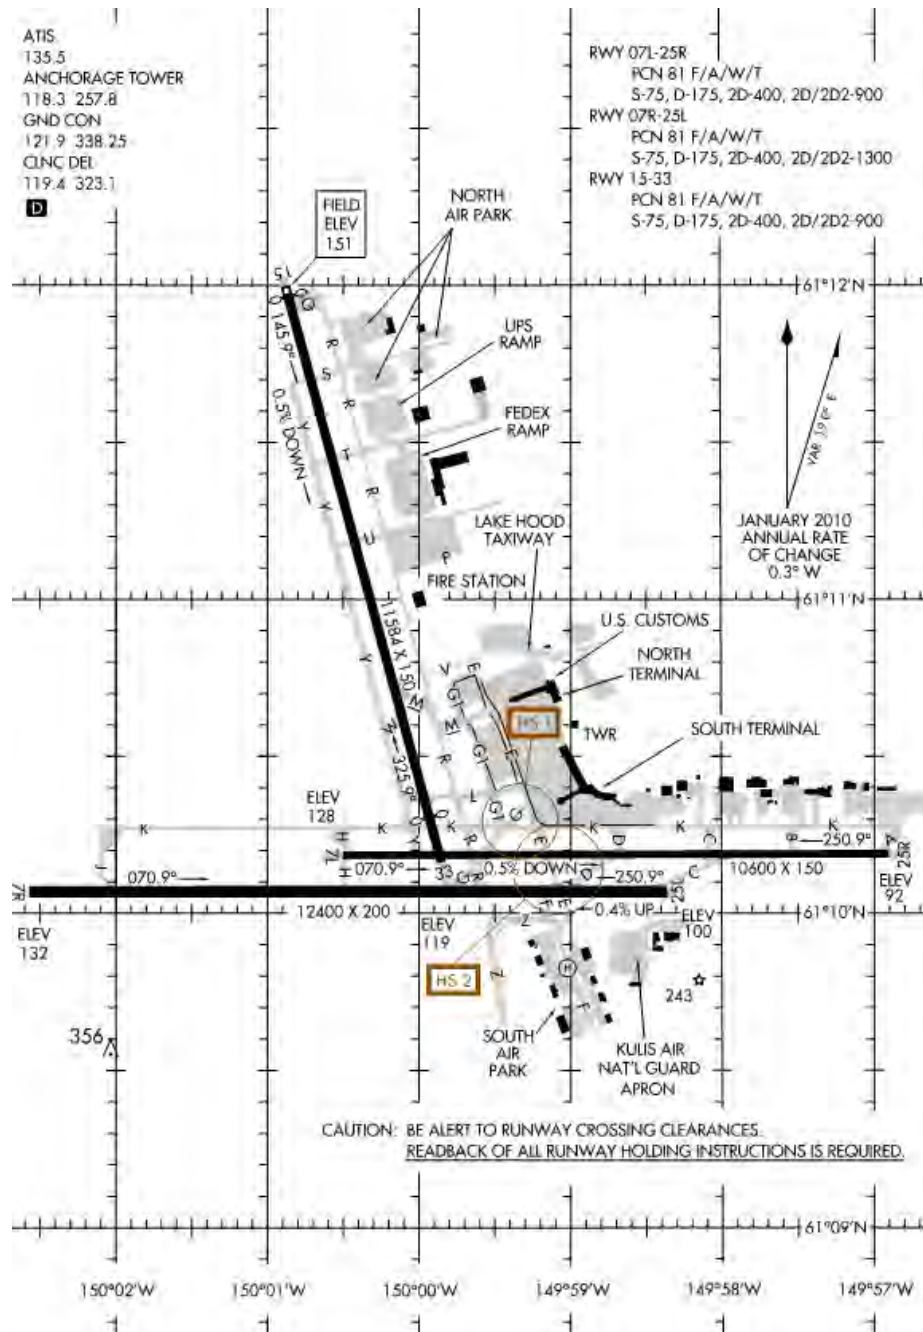 ATIS
135.5
ANCHORAGE TOWER
118.3 257.8
GND CON
121.9 338.25
CLNC DEL
119.4 323.1
D
RWY 07L-25R
PCN 81 F/A/W/T
S-75, D-175, 2D-400, 2D/2D2-900
RWY 07R-25L
PCN 81 F/A/W/T
S-75, D-175, 2D-400, 2D/2D2-1300
RWY 15-33
PCN 81 F/A/W/T
S-75, D-175, 2D-400, 2D/2D2-900
FIELD
ELEV
151
NORTH
AIR PARK
61°12'N
15
Q
G
145.9°
R
S
R
T
R
U
P
0.5% DOWN
Y
Y
Y
UPS
RAMP
FEDEX
RAMP
VAR 19.0° E
JANUARY 2010
ANNUAL RATE
OF CHANGE
0.3° W
LAKE HOOD
TAXIWAY
FIRE STATION
61°11'N
11584 X 150
M
325.9°
V
E
G1
M
G1
R
L
G1
Q
E
U.S. CUSTOMS
NORTH
TERMINAL
HS 1
TWR
SOUTH TERMINAL
ELEV
128
K
H
K
Q
K
R
E
K
D
K
C
B
K
250.9°
A
J
7L
H
Y
070.9°
33
G
R
0.5% DOWN
D
C
10600 X 150
25R
ELEV
92
7R
070.9°
250.9°
25L
12400 X 200
0.4% UP
ELEV
100
61°10'N
ELEV
132
ELEV
119
Z
F
E
Z
HS 2
H
F
243
356
SOUTH
AIR
PARK
KULIS AIR
NAT'L GUARD
APRON
CAUTION: BE ALERT TO RUNWAY CROSSING CLEARANCES.
READBACK OF ALL RUNWAY HOLDING INSTRUCTIONS IS REQUIRED.
61°09'N
150°02'W
150°01'W
150°00'W
149°59'W
149°58'W
149°57'W